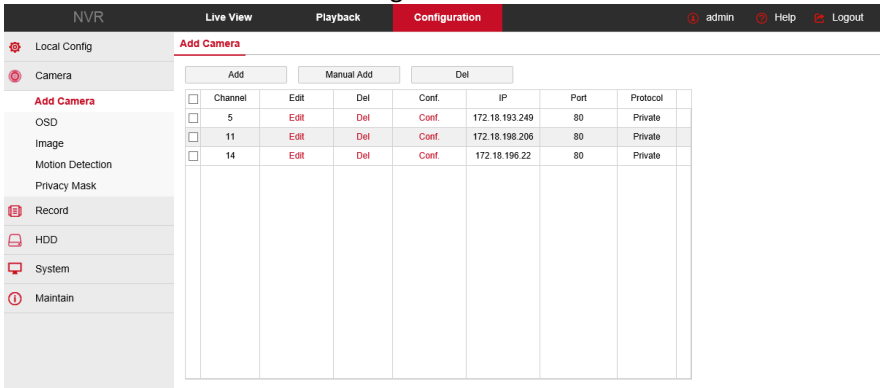 NVR Live View Playback Configuration admin Help Logout
Local Config
Camera
Add Camera
OSD
Image
Motion Detection
Privacy Mask
Record
HDD
System
Maintain
Add Camera
Add Manual Add Del
Channel Edit Del Conf. IP Port Protocol
5 Edit Del Conf. 172.18.193.249 80 Private
11 Edit Del Conf. 172.18.198.206 80 Private
14 Edit Del Conf. 172.18.196.22 80 Private